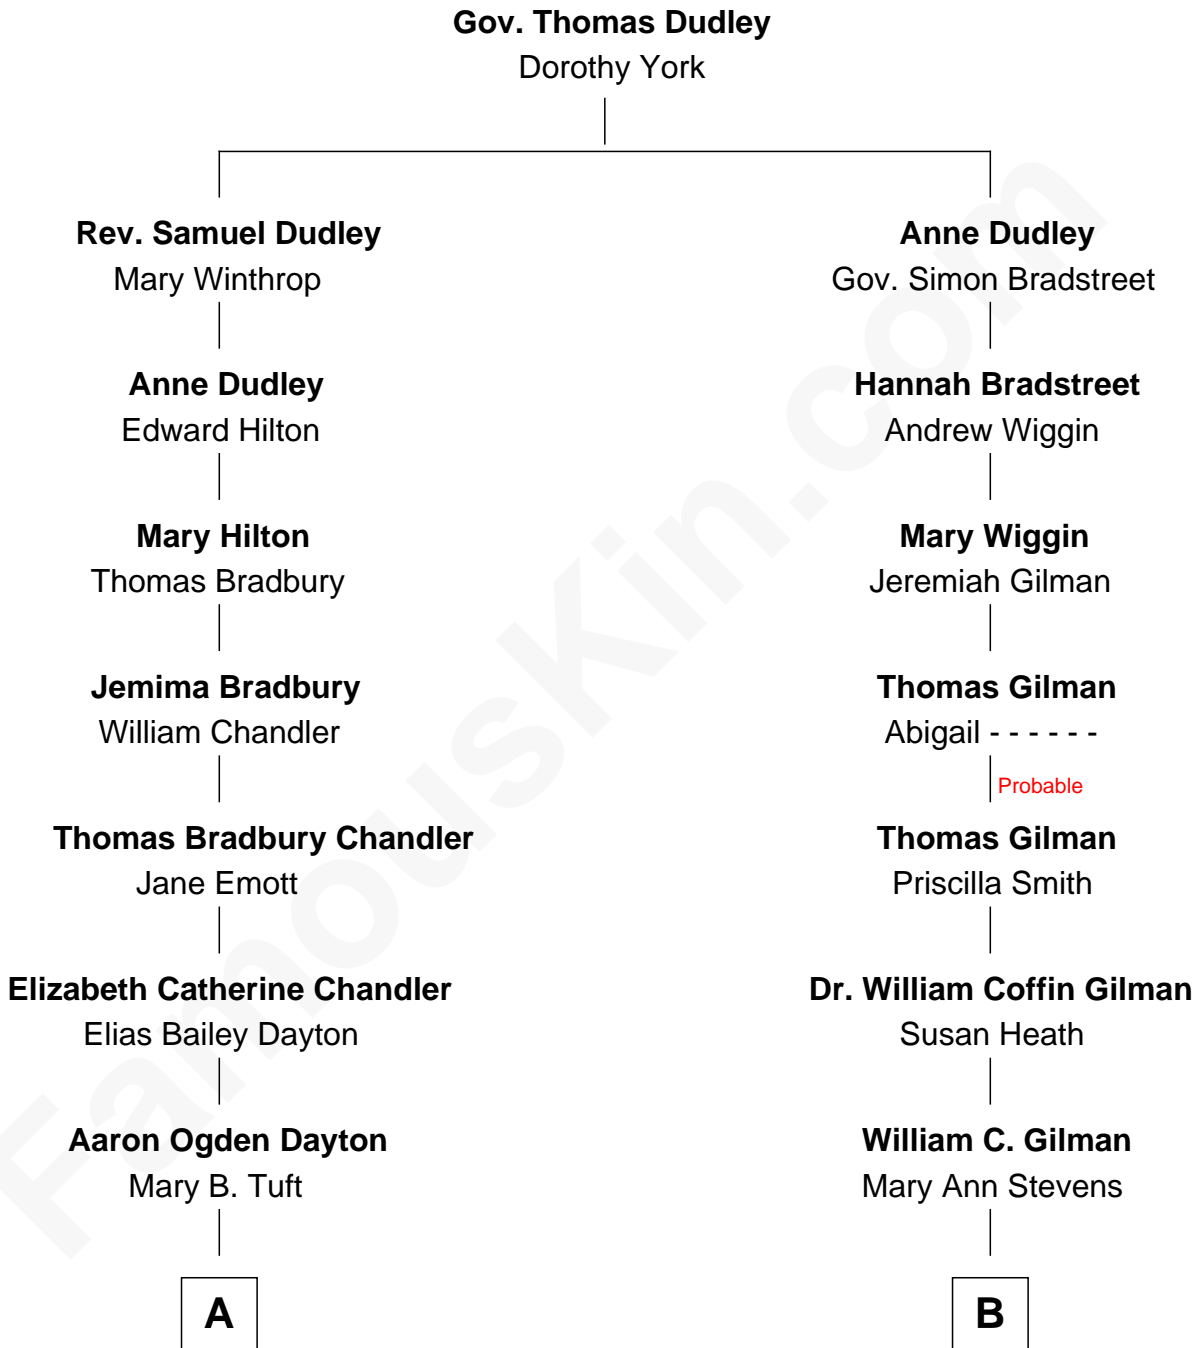 Gov. Thomas Dudley
Dorothy York
Rev. Samuel Dudley
Mary Winthrop
Anne Dudley
Gov. Simon Bradstreet
Anne Dudley
Edward Hilton
Hannah Bradstreet
Andrew Wiggin
Mary Hilton
Thomas Bradbury
Mary Wiggin
Jeremiah Gilman
Jemima Bradbury
William Chandler
Thomas Gilman
Abigail - - - - - -
Probable
Thomas Bradbury Chandler
Jane Emott
Thomas Gilman
Priscilla Smith
Elizabeth Catherine Chandler
Elias Bailey Dayton
Dr. William Coffin Gilman
Susan Heath
Aaron Ogden Dayton
Mary B. Tuft
William C. Gilman
Mary Ann Stevens
A
B
FamousKin.com